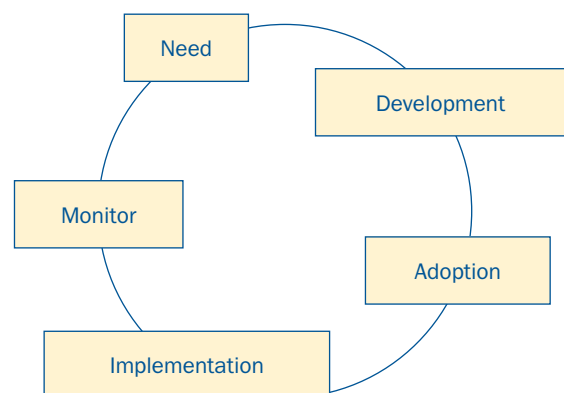 Need
Development
Adoption
Implementation
Monitor